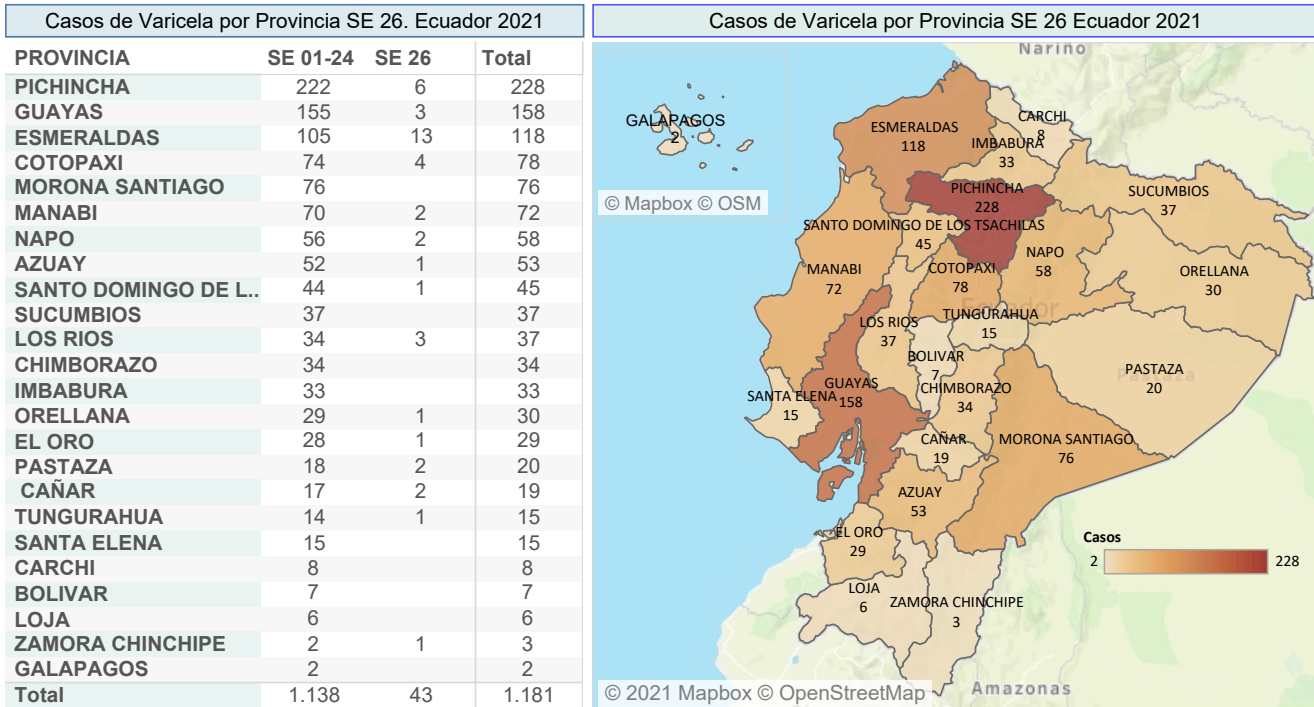 Casos de Varicela por Provincia SE 26. Ecuador 2021
PROVINCIA SE 01-24 SE 26 Total
PICHINCHA 222 6 228
GUAYAS 155 3 158
ESMERALDAS 105 13 118
COTOPAXI 74 4 78
MORONA SANTIAGO 76 76
MANABI 70 2 72
NAPO 56 2 58
AZUAY 52 1 53
SANTO DOMINGO DE L.. 44 1 45
SUCUMBIOS 37 37
LOS RIOS 34 3 37
CHIMBORAZO 34 34
IMBABURA 33 33
ORELLANA 29 1 30
EL ORO 28 1 29
PASTAZA 18 2 20
CAÑAR 17 2 19
TUNGURAHUA 14 1 15
SANTA ELENA 15 15
CARCHI 8 8
BOLIVAR 7 7
LOJA 6 6
ZAMORA CHINCHIPE 2 1 3
GALAPAGOS 2 2
Total 1.138 43 1.181
Casos de Varicela por Provincia SE 26 Ecuador 2021
Nariño
GALAPAGOS
2
© Mapbox © OSM
CARCHI
8
ESMERALDAS
118
IMBABURA
33
PICHINCHA
228
SUCUMBIOS
37
SANTO DOMINGO DE LOS TSACHILAS
45
NAPO
58
MANABI
72
COTOPAXI
78
ORELLANA
30
Ecuador
TUNGURAHUA
15
LOS RIOS
37
BOLIVAR
7
PASTAZA
20
Pastaza
GUAYAS
158
CHIMBORAZO
34
SANTA ELENA
15
CAÑAR
19
MORONA SANTIAGO
76
AZUAY
53
EL ORO
29
Casos
2 228
LOJA
6
ZAMORA CHINCHIPE
3
Amazonas
© 2021 Mapbox © OpenStreetMap